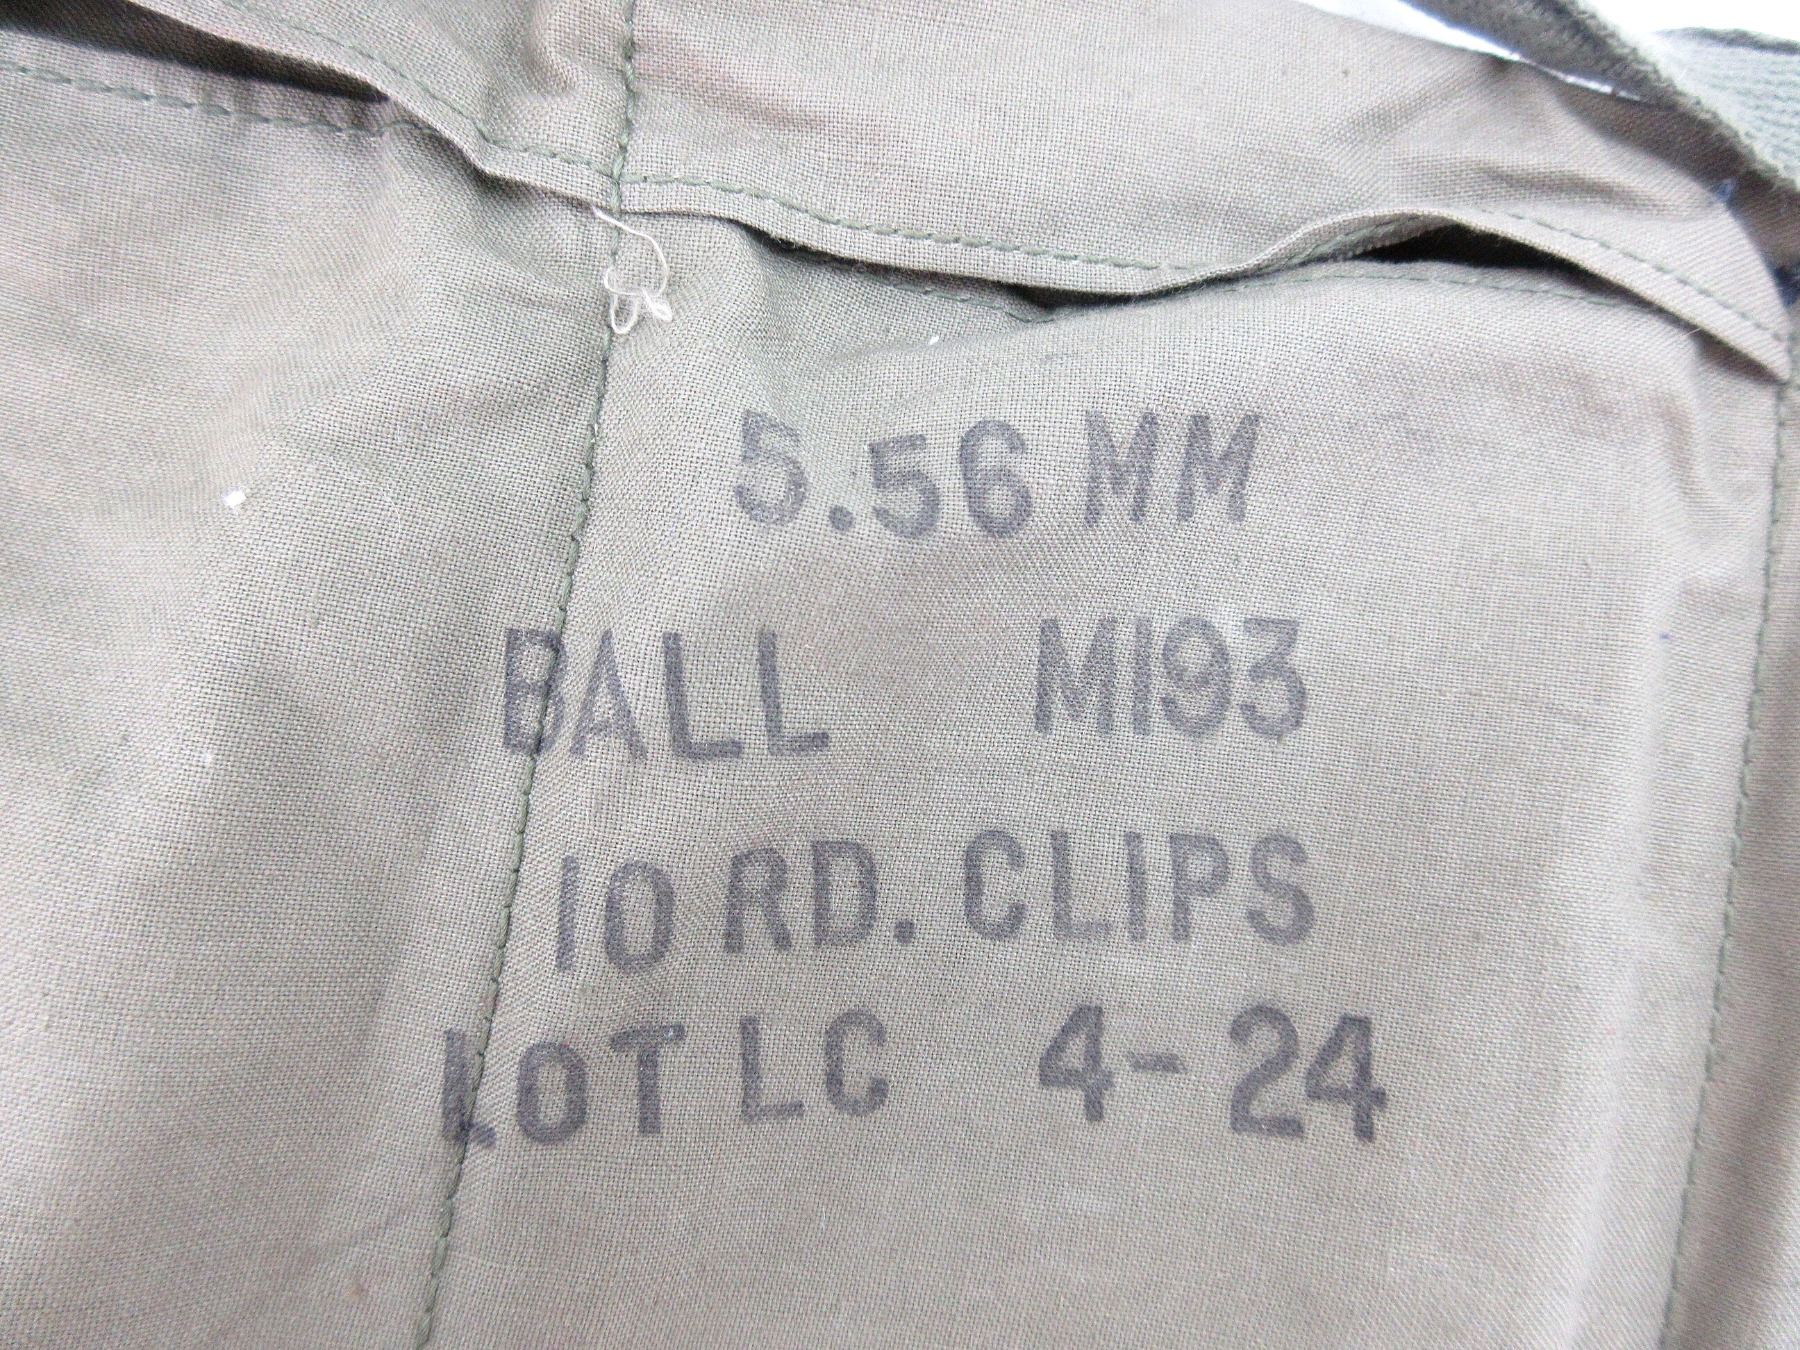 5.56 MM
BALL M193
10 RD. CLIPS
LOT LC 4-24